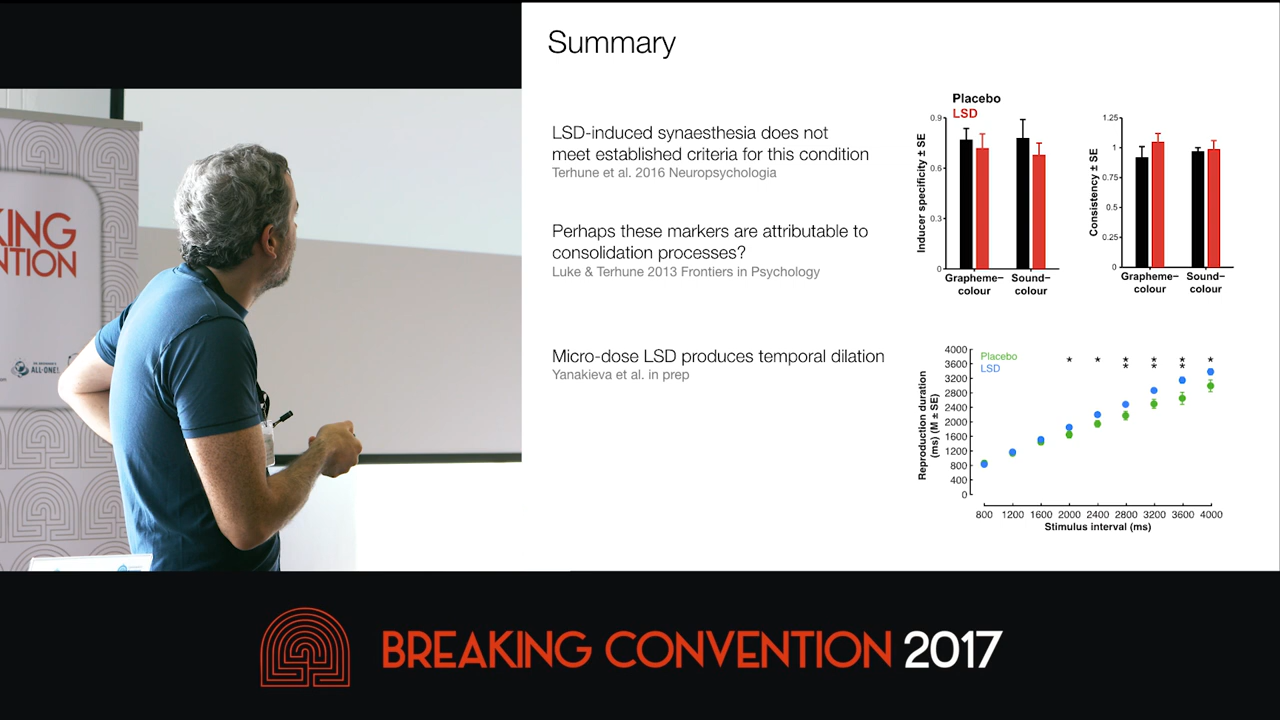 KING
NTION
ALL-ONE!
Summary
LSD-induced synaesthesia does not
meet established criteria for this condition
Terhune et al. 2016 Neuropsychologia
Perhaps these markers are attributable to
consolidation processes?
Luke & Terhune 2013 Frontiers in Psychology
Micro-dose LSD produces temporal dilation
Yanakieva et al. in prep
Placebo
LSD
Inducer specificity ± SE
0.9
0.6
0.3
0
Grapheme–
colour
Sound–
colour
Consistency ± SE
1.25
1
0.75
0.5
0.25
0
Grapheme–
colour
Sound–
colour
Placebo
LSD
* * * * * *
* * *
Reproduction duration
(ms) (M ± SE)
4000
3600
3200
2800
2400
2000
1600
1200
800
400
0
800 1200 1600 2000 2400 2800 3200 3600 4000
Stimulus interval (ms)
BREAKING CONVENTION 2017